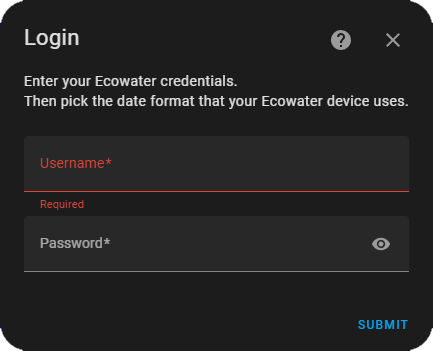 Login
Enter your Ecowater credentials.
Then pick the date format that your Ecowater device uses.
Username*
Required
Password*
SUBMIT